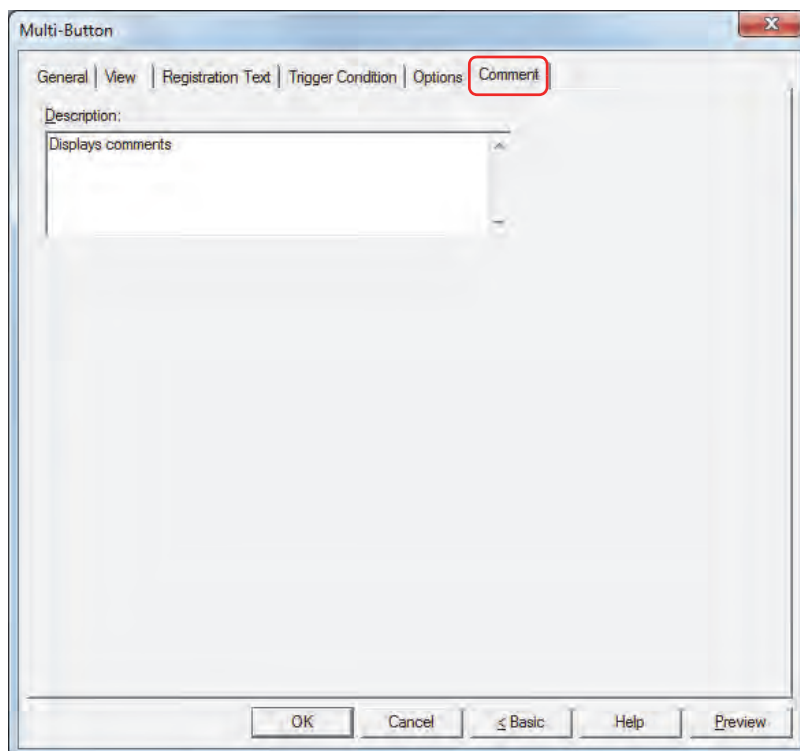 Multi-Button
General View Registration Text Trigger Condition Options Comment
Description:
Displays comments
OK Cancel < Basic Help Preview